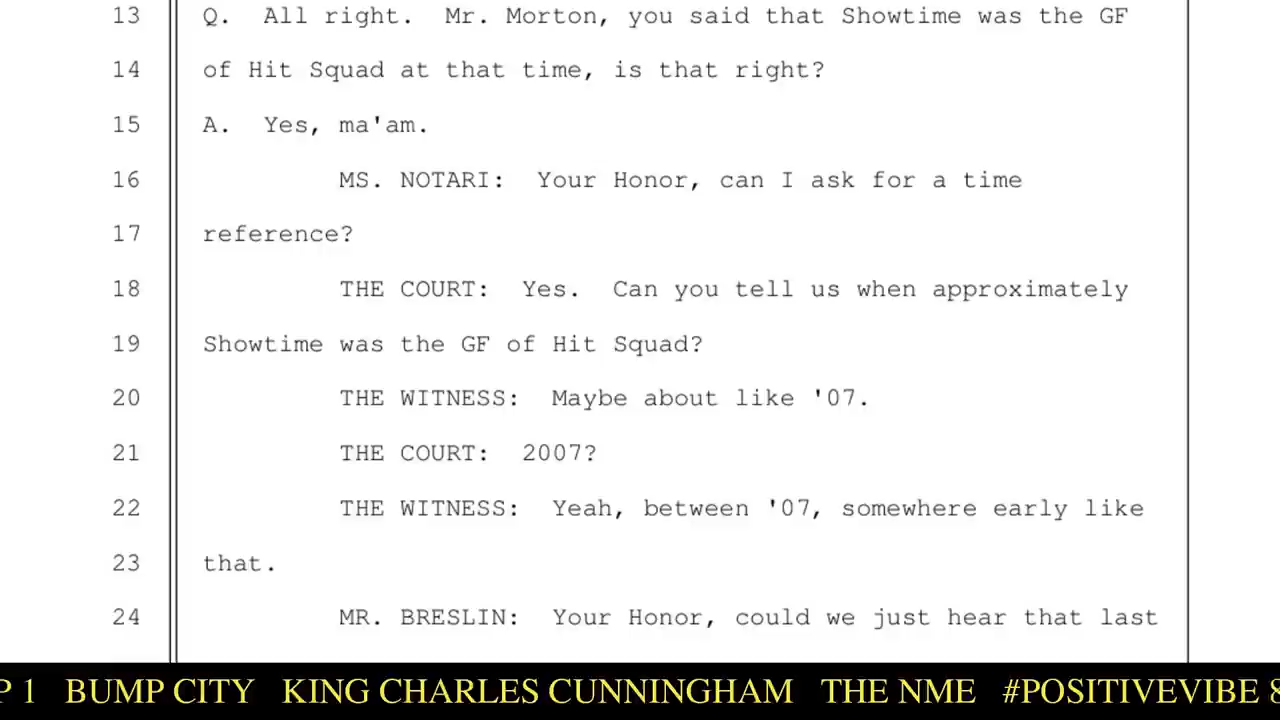 13 Q. All right. Mr. Morton, you said that Showtime was the GF
14 of Hit Squad at that time, is that right?
15 A. Yes, ma'am.
16 MS. NOTARI: Your Honor, can I ask for a time
17 reference?
18 THE COURT: Yes. Can you tell us when approximately
19 Showtime was the GF of Hit Squad?
20 THE WITNESS: Maybe about like '07.
21 THE COURT: 2007?
22 THE WITNESS: Yeah, between '07, somewhere early like
23 that.
24 MR. BRESLIN: Your Honor, could we just hear that last
P 1 BUMP CITY KING CHARLES CUNNINGHAM THE NME #POSITIVEVIBE 8